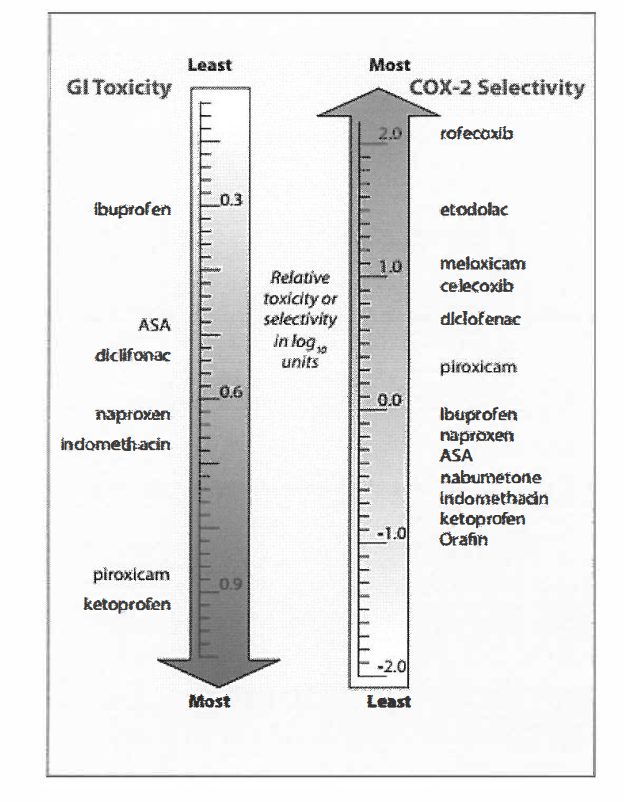 Least
GI Toxicity
0.3
ibuprofen
ASA
diclifonac
0.6
naproxen
indomethacin
piroxicam
0.9
ketoprofen
Most
Relative
toxicity or
selectivity
in log10
units
Most
COX-2 Selectivity
2.0
rofecoxib
etodolac
1.0
meloxicam
celecoxib
diclofenac
piroxicam
0.0
Ibuprofen
naproxen
ASA
nabumetone
indomethacin
ketoprofen
-1.0
Orafin
-2.0
Least